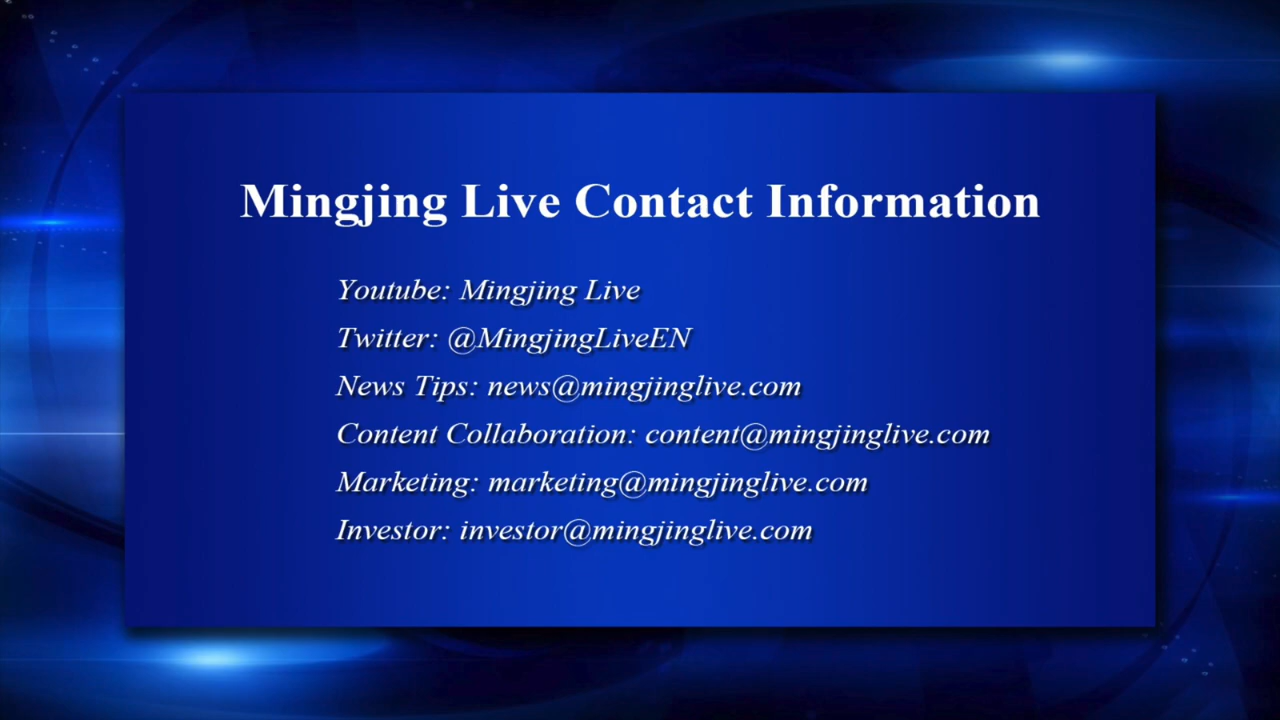 Mingjing Live Contact Information
Youtube: Mingjing Live
Twitter: @MingjingLiveEN
News Tips: news@mingjinglive.com
Content Collaboration: content@mingjinglive.com
Marketing: marketing@mingjinglive.com
Investor: investor@mingjinglive.com